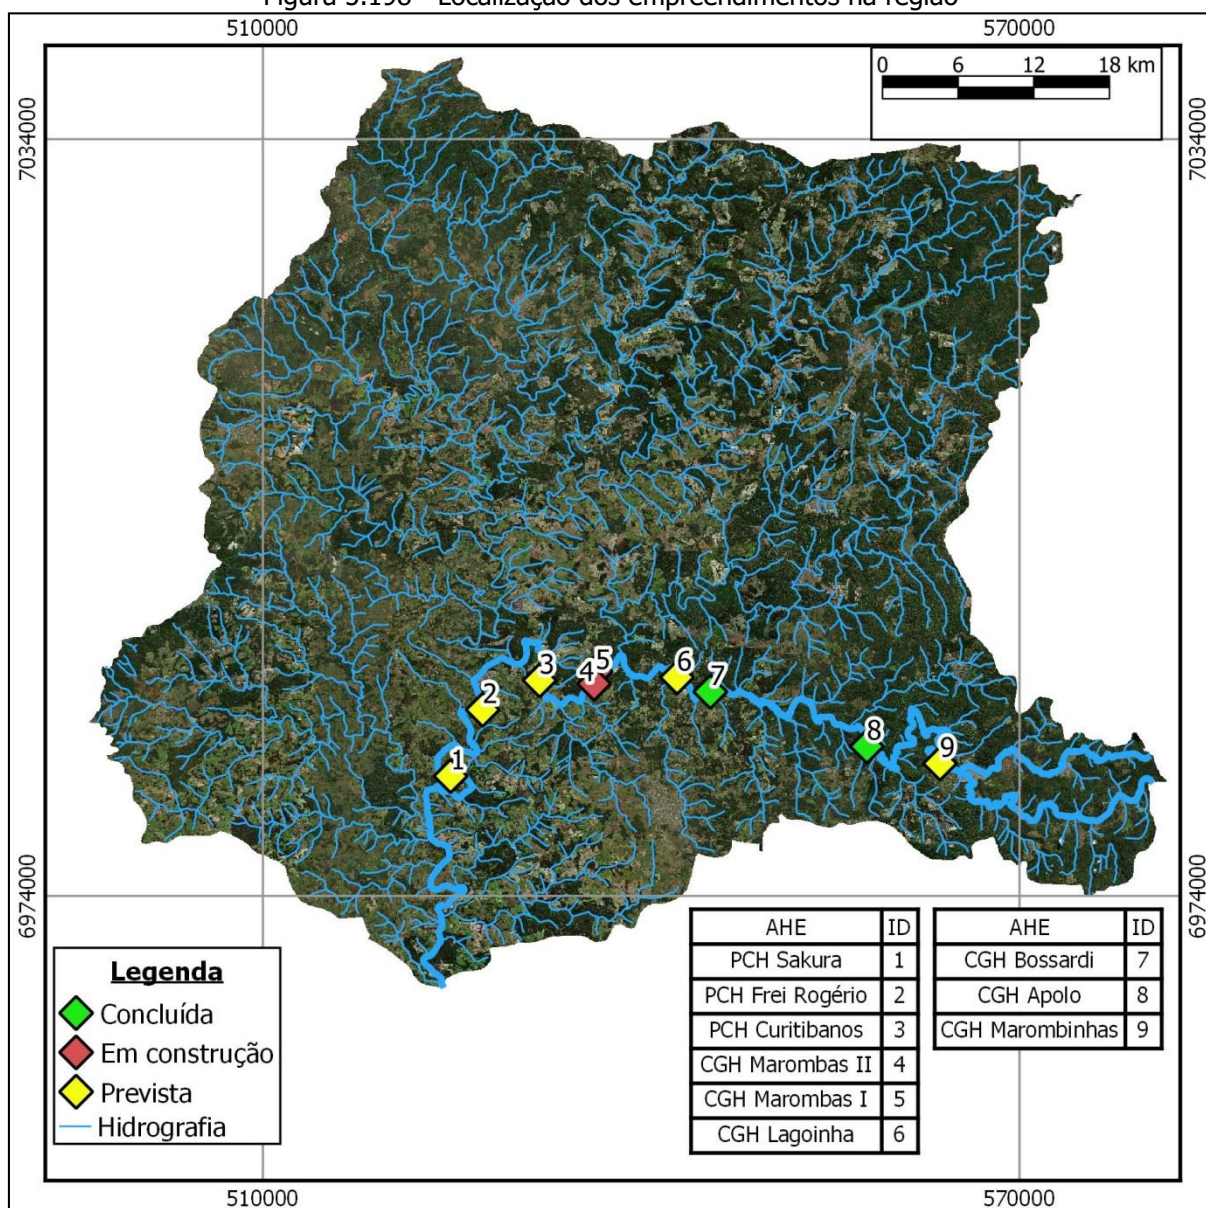 Figura 5.198 - Localização dos empreendimentos na região
510000 570000
0 6 12 18 km
7034000 7034000
3 5 6
4 7
2
8
9
1
6974000 6974000
Legenda
Concluída
Em construção
Prevista
Hidrografia
AHE ID
PCH Sakura 1
PCH Frei Rogério 2
PCH Curitibanos 3
CGH Marombas II 4
CGH Marombas I 5
CGH Lagoinha 6
AHE ID
CGH Bossardi 7
CGH Apolo 8
CGH Marombinhas 9
510000 570000